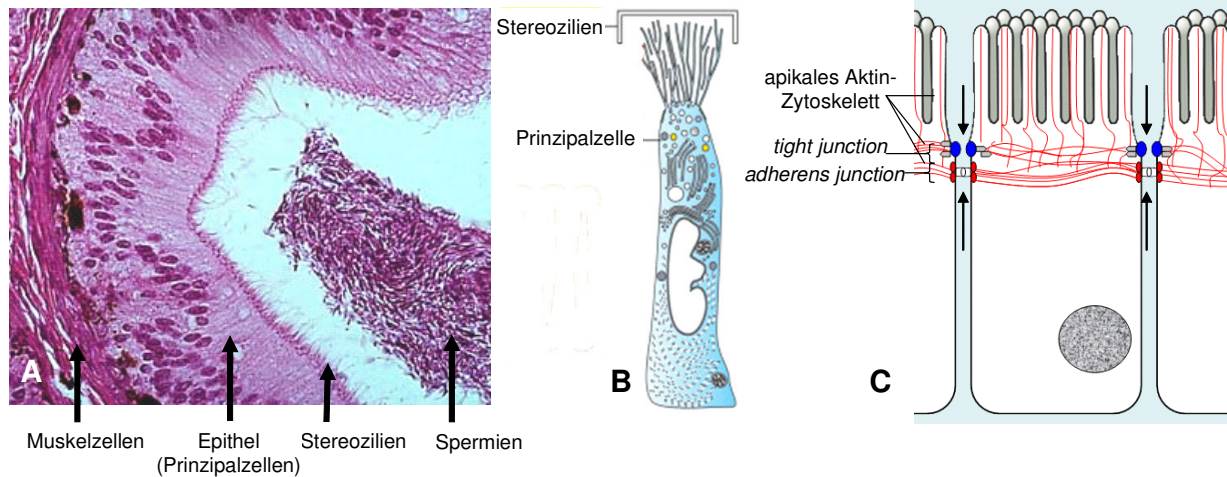 A
Muskelzellen
Epithel
(Prinzipalzellen)
Stereozilien
Spermien
Stereozilien
Prinzipalzelle
B
apikales Aktin-
Zytoskelett
tight junction
adherens junction
C